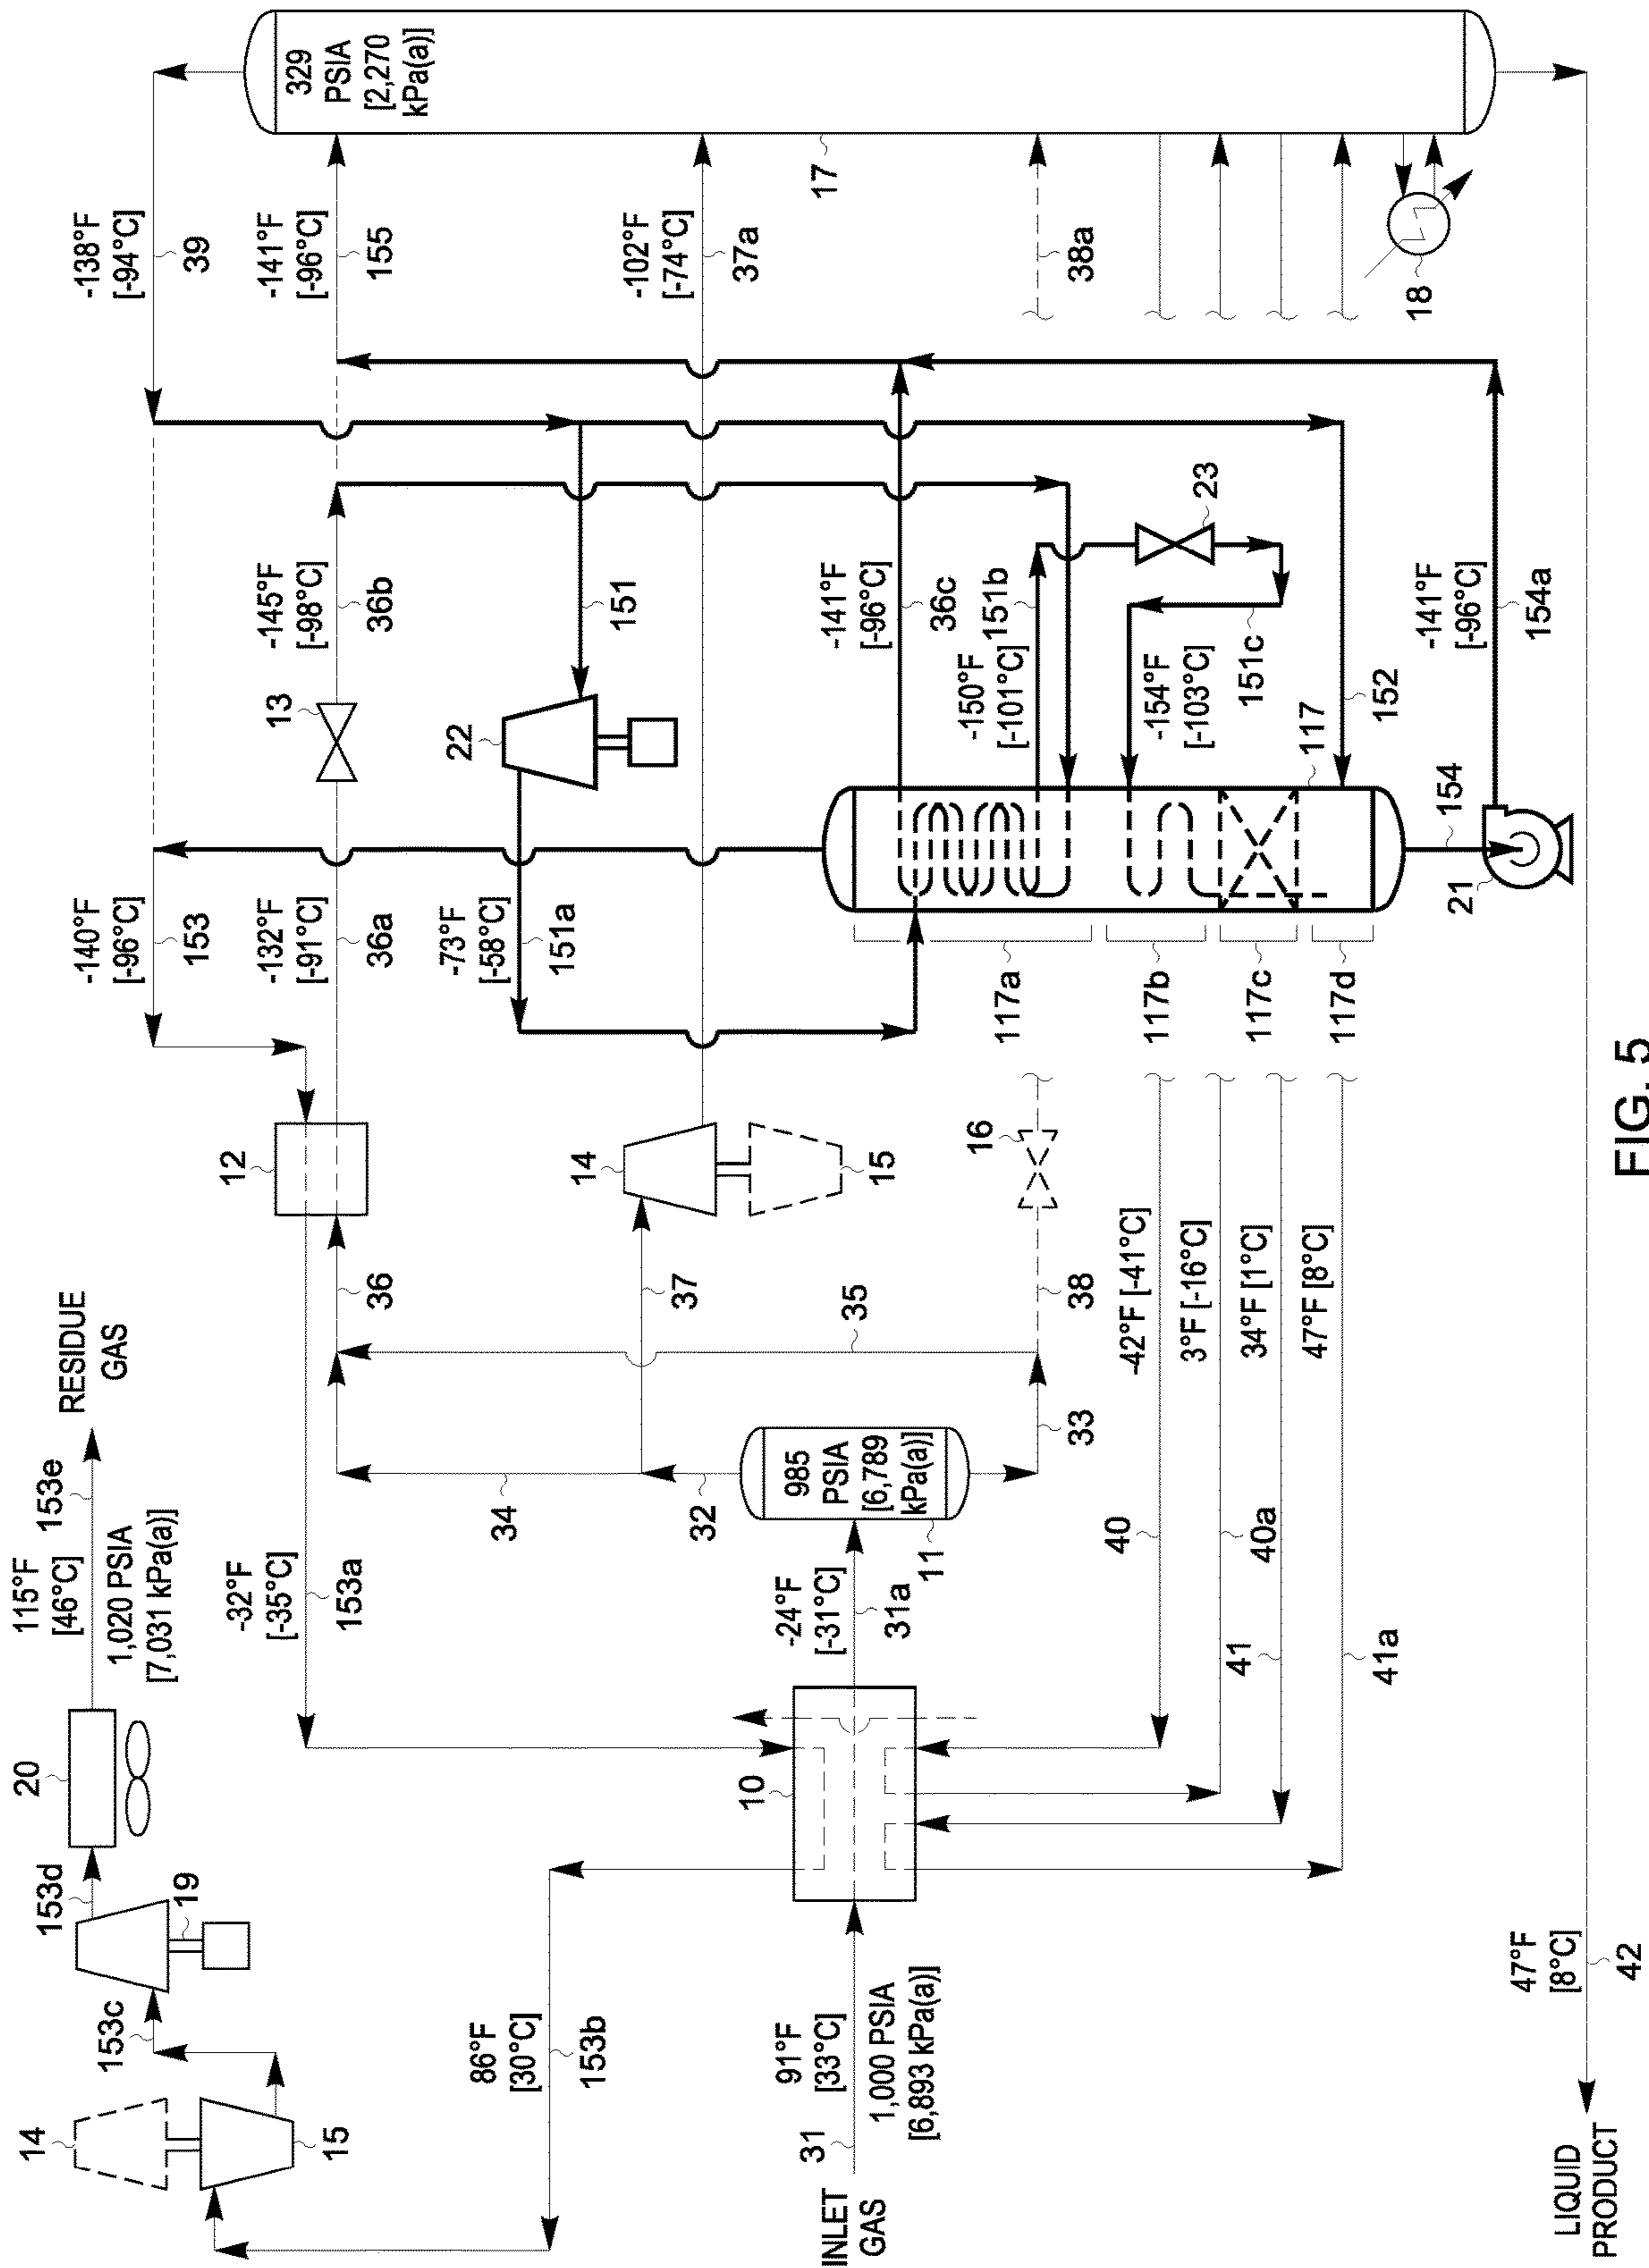 115°F
[46°C]
153e
1,020 PSIA
[7,031 kPa(a)]
RESIDUE
GAS
20
153d
19
153c
14
15
-32°F
[-35°C]
153a
86°F
[30°C]
153b
INLET
GAS
31
91°F
[33°C]
1,000 PSIA
[6,893 kPa(a)]
10
-24°F
[-31°C]
31a
11
985
PSIA
[6,789
kPa(a)]
32
33
34
35
36
37
38
12
14
15
16
-140°F
[-96°C]
153
-132°F
[-91°C]
36a
13
-145°F
[-98°C]
36b
-73°F
[-58°C]
151a
22
151
-138°F
[-94°C]
39
-141°F
[-96°C]
155
-102°F
[-74°C]
37a
38a
329
PSIA
[2,270
kPa(a)]
17
18
-141°F
[-96°C]
36c
-150°F
[-101°C]
151b
23
-154°F
[-103°C]
151c
152
117
117a
117b
117c
117d
154
21
-141°F
[-96°C]
154a
40
-42°F [-41°C]
40a
3°F [-16°C]
41
34°F [1°C]
41a
47°F [8°C]
47°F
[8°C]
42
LIQUID
PRODUCT
FIG. 5